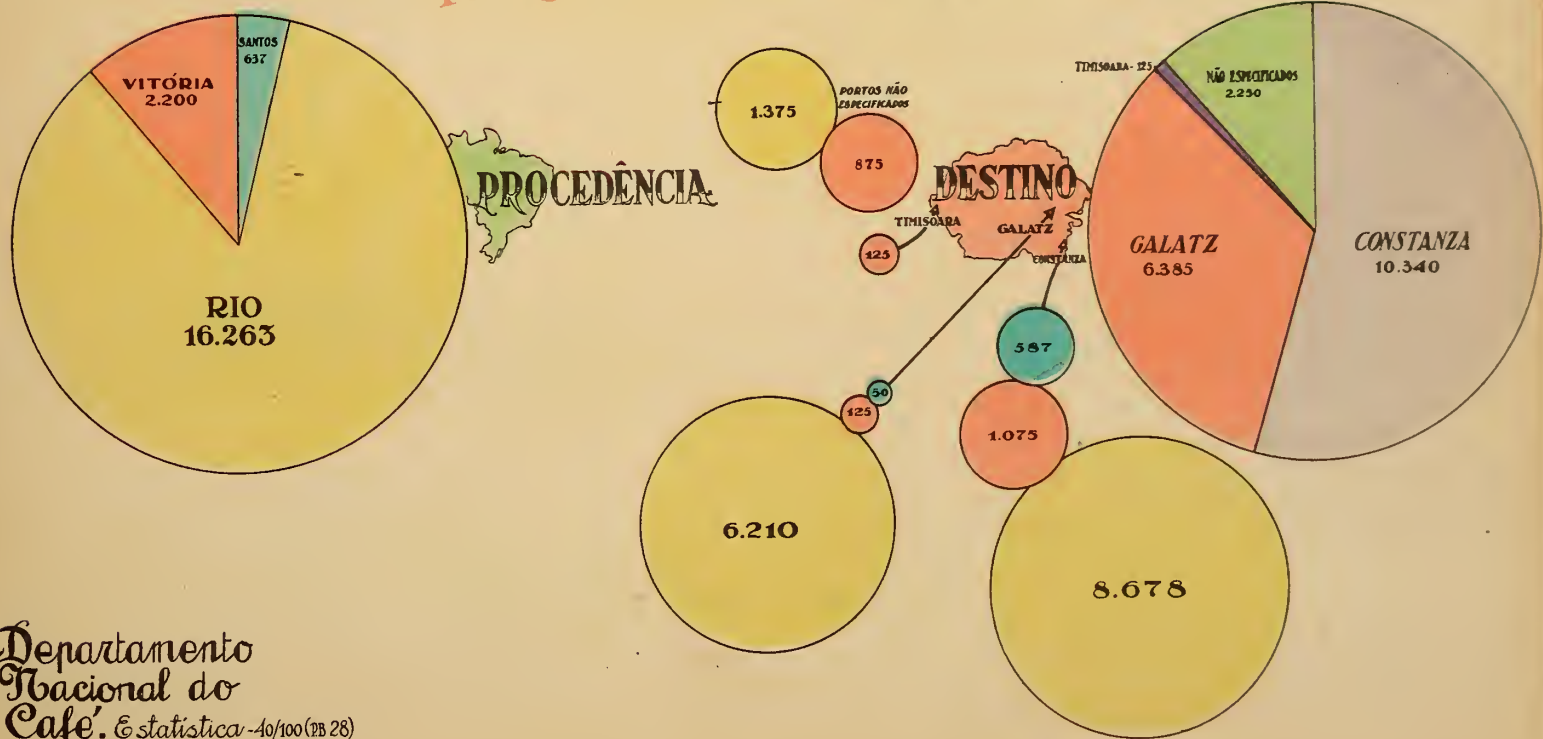 SANTOS
637
VITÓRIA
2.200
RIO
16.263
PROCEDÊNCIA
1.375
PORTOS NÃO
ESPECIFICADOS
875
DESTINO
TIMISOARA
GALATZ
CONSTANZA
125
587
50
125
1.075
6.210
8.678
TIMISOARA - 125
NÃO ESPECIFICADOS
2.250
GALATZ
6.385
CONSTANZA
10.340
Departamento
Nacional do
Café. Estatística - 40/100 (PB 28)